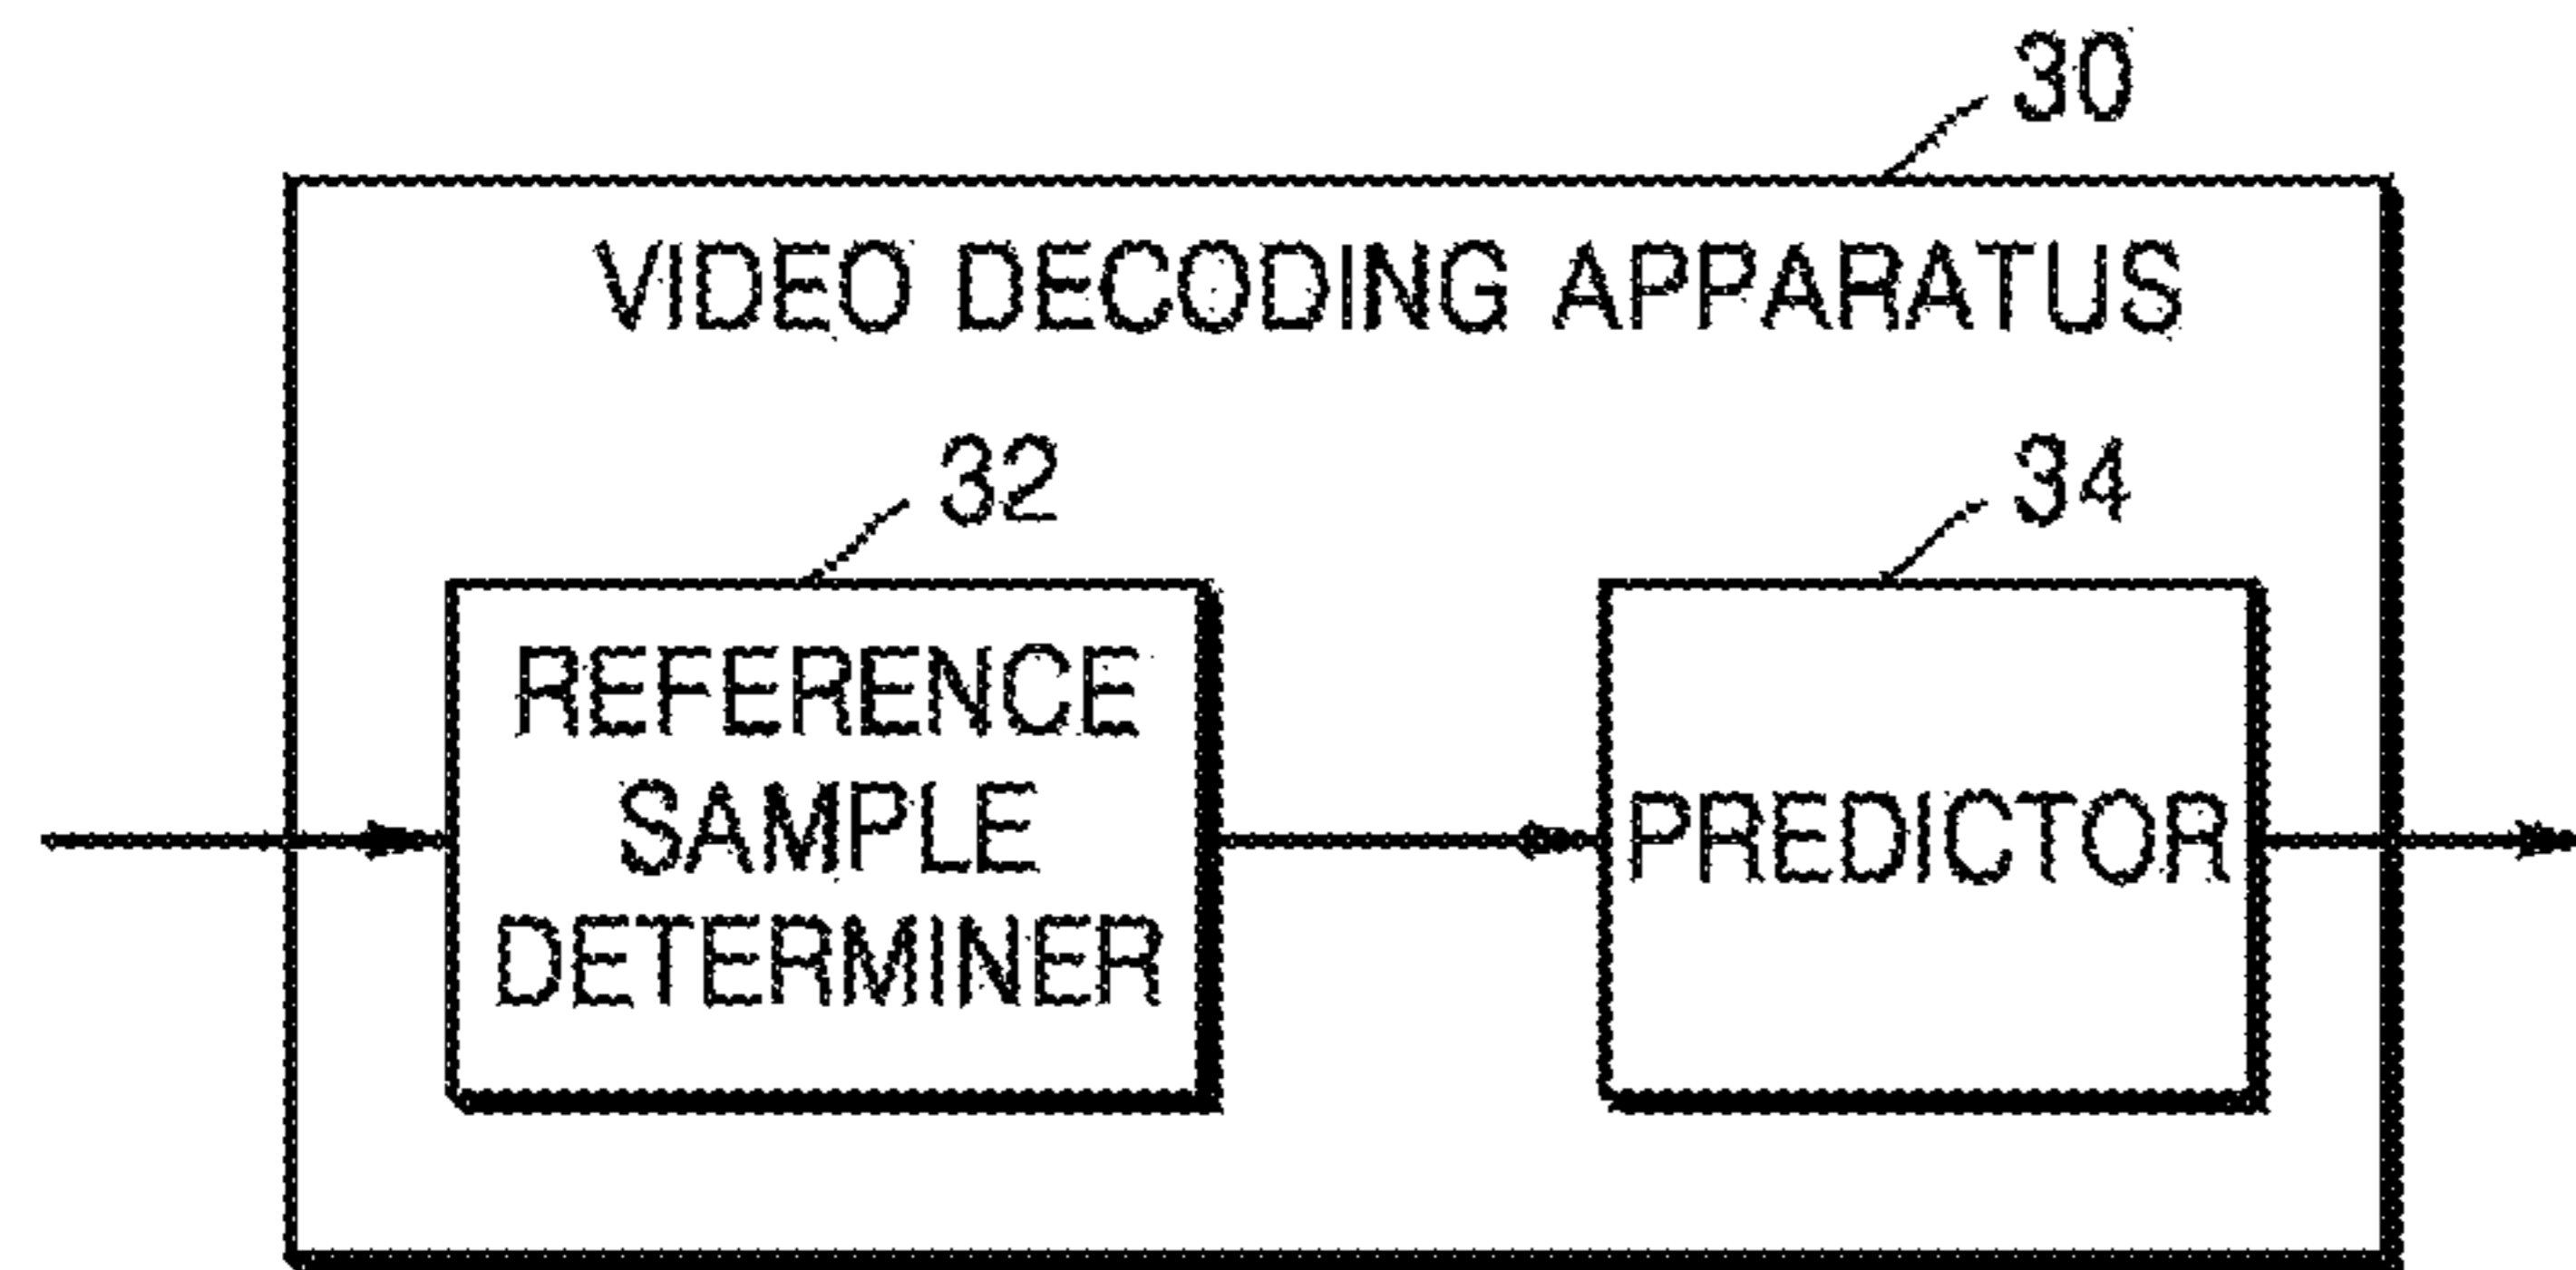 30
VIDEO DECODING APPARATUS
32
34
REFERENCE
SAMPLE
DETERMINER
PREDICTOR